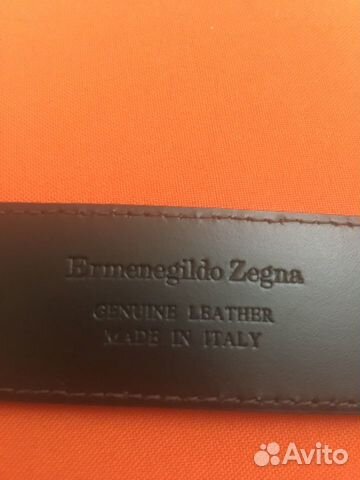 Ermenegildo Zegna
GENUINE LEATHER
MADE IN ITALY
Avito